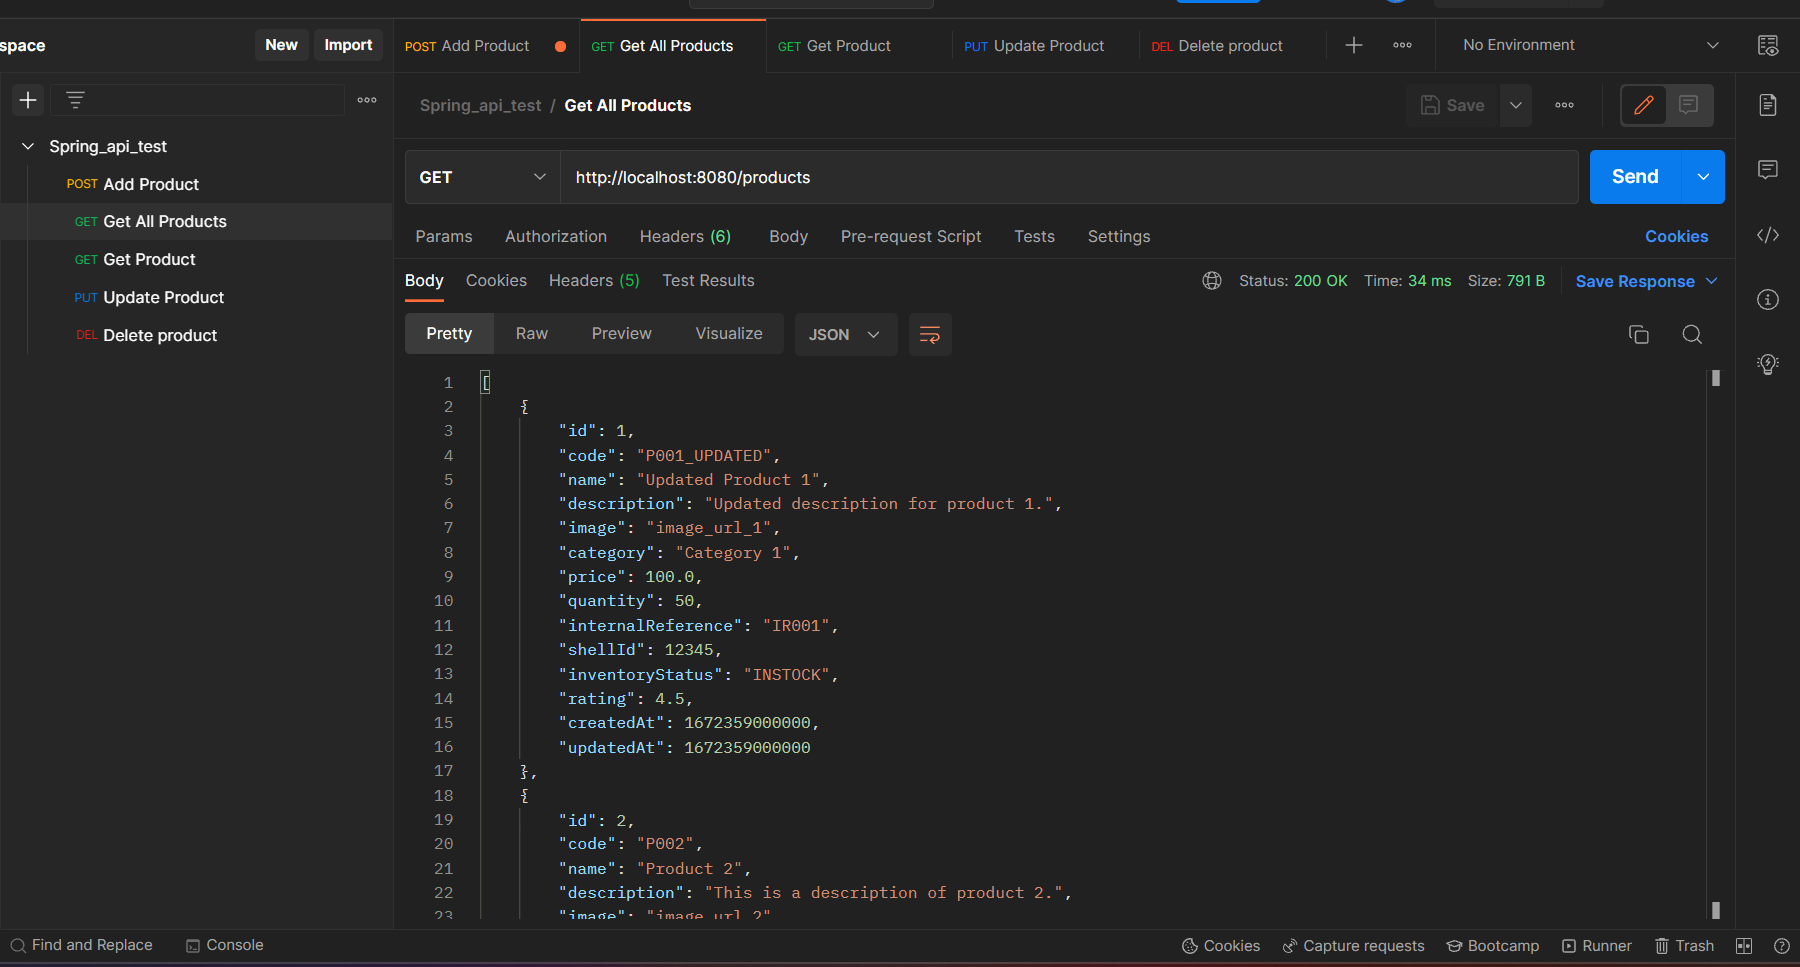 space
New
Import
POST Add Product
GET Get All Products
GET Get Product
PUT Update Product
DEL Delete product
No Environment
Spring_api_test / Get All Products
Save
Spring_api_test
POST Add Product
GET Get All Products
GET Get Product
PUT Update Product
DEL Delete product
GET
http://localhost:8080/products
Send
Params Authorization Headers (6) Body Pre-request Script Tests Settings
Cookies
Body Cookies Headers (5) Test Results
Status: 200 OK Time: 34 ms Size: 791 B
Save Response
Pretty Raw Preview Visualize
JSON
1 [
2 {
3 "id": 1,
4 "code": "P001_UPDATED",
5 "name": "Updated Product 1",
6 "description": "Updated description for product 1.",
7 "image": "image_url_1",
8 "category": "Category 1",
9 "price": 100.0,
10 "quantity": 50,
11 "internalReference": "IR001",
12 "shellId": 12345,
13 "inventoryStatus": "INSTOCK",
14 "rating": 4.5,
15 "createdAt": 1672359000000,
16 "updatedAt": 1672359000000
17 },
18 {
19 "id": 2,
20 "code": "P002",
21 "name": "Product 2",
22 "description": "This is a description of product 2.",
23 "image": "image_url_2"
Find and Replace
Console
Cookies
Capture requests
Bootcamp
Runner
Trash